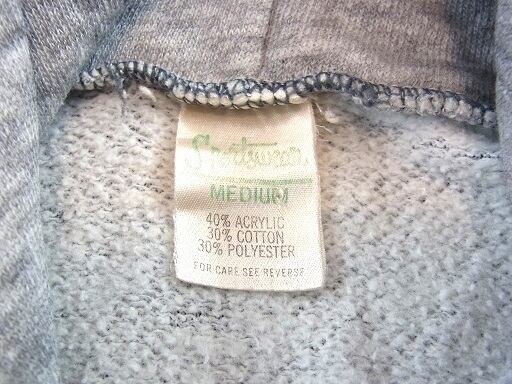 Sportswear
MEDIUM
40% ACRYLIC
30% COTTON
30% POLYESTER
FOR CARE SEE REVERSE